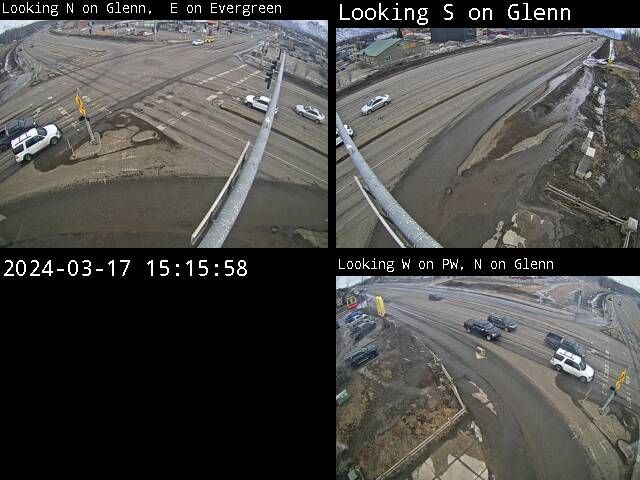 Looking N on Glenn,  E on Evergreen
Looking S on Glenn
2024-03-17 15:15:58
Looking W on PW, N on Glenn